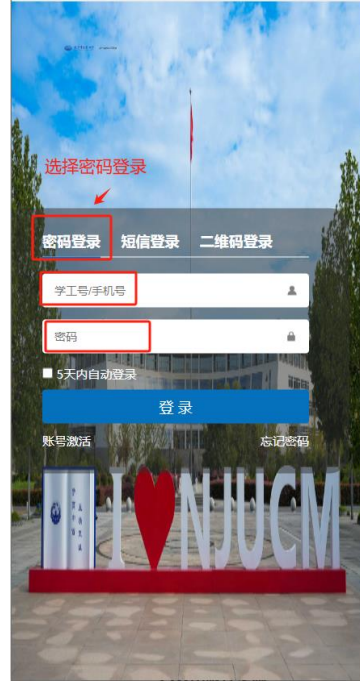 选择密码登录
密码登录 短信登录 二维码登录
学工号/手机号
密码
5天内自动登录
登录
账号激活 忘记密码
I NJUCM